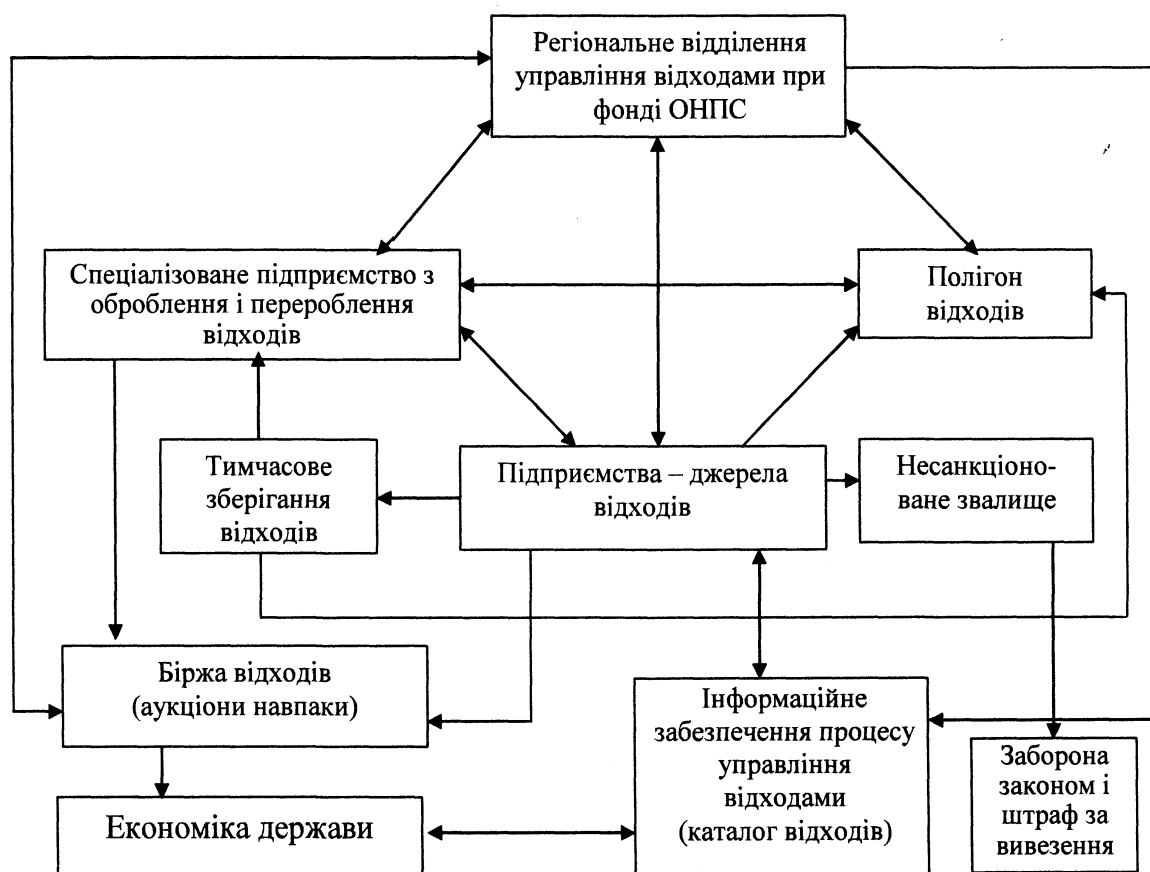 Регіональне відділення
управління відходами при
фонді ОНПС
Спеціалізоване підприємство з
оброблення і перероблення
відходів
Полігон
відходів
Тимчасове
зберігання
відходів
Підприємства – джерела
відходів
Несанкціоно-
ване звалище
Біржа відходів
(аукціони навпаки)
Інформаційне
забезпечення процесу
управління
відходами
(каталог відходів)
Заборона
законом і
штраф за
вивезення
Економіка держави